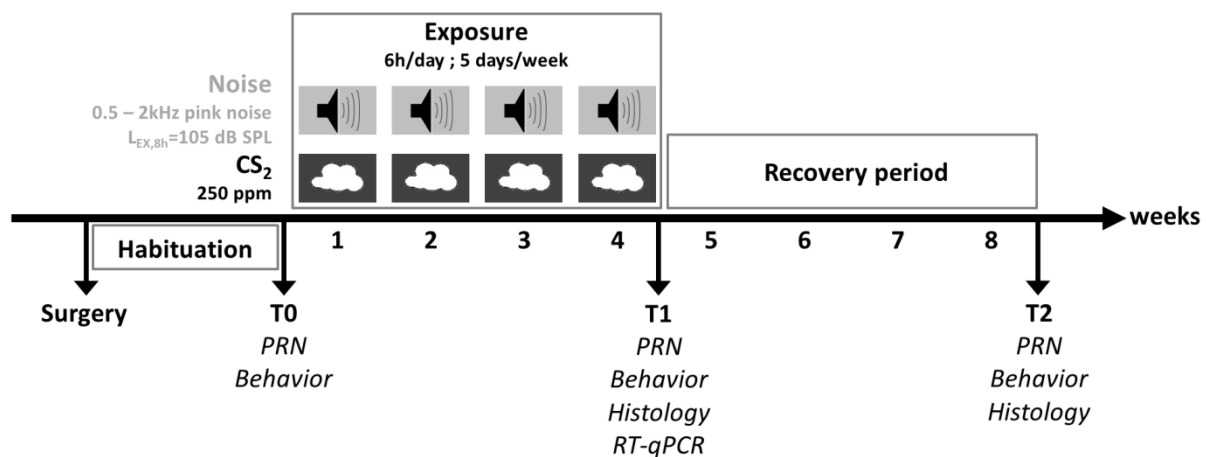 Exposure
6h/day ; 5 days/week
Noise
0.5 – 2kHz pink noise
L_EX,8h=105 dB SPL
CS₂
250 ppm
Recovery period
weeks
Habituation
1 2 3 4 5 6 7 8
Surgery
T0
PRN
Behavior
T1
PRN
Behavior
Histology
RT-qPCR
T2
PRN
Behavior
Histology